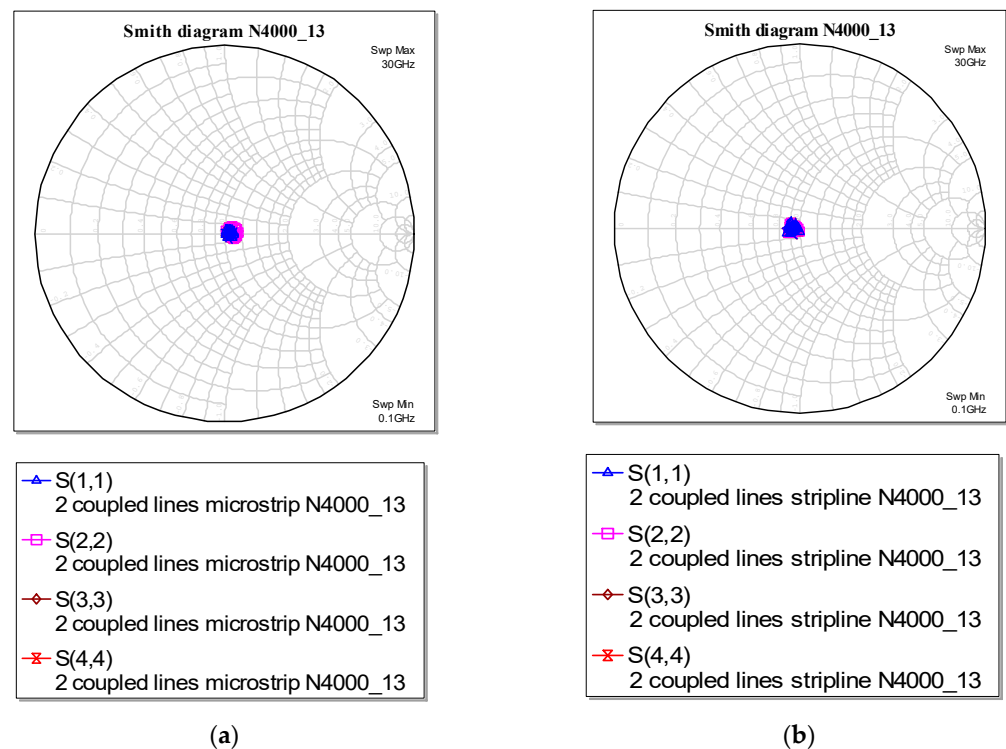 Smith diagram N4000_13
Swp Max
30GHz
Swp Min
0.1GHz
S(1,1)
2 coupled lines microstrip N4000_13
S(2,2)
2 coupled lines microstrip N4000_13
S(3,3)
2 coupled lines microstrip N4000_13
S(4,4)
2 coupled lines microstrip N4000_13
(a)
Smith diagram N4000_13
Swp Max
30GHz
Swp Min
0.1GHz
S(1,1)
2 coupled lines stripline N4000_13
S(2,2)
2 coupled lines stripline N4000_13
S(3,3)
2 coupled lines stripline N4000_13
S(4,4)
2 coupled lines stripline N4000_13
(b)